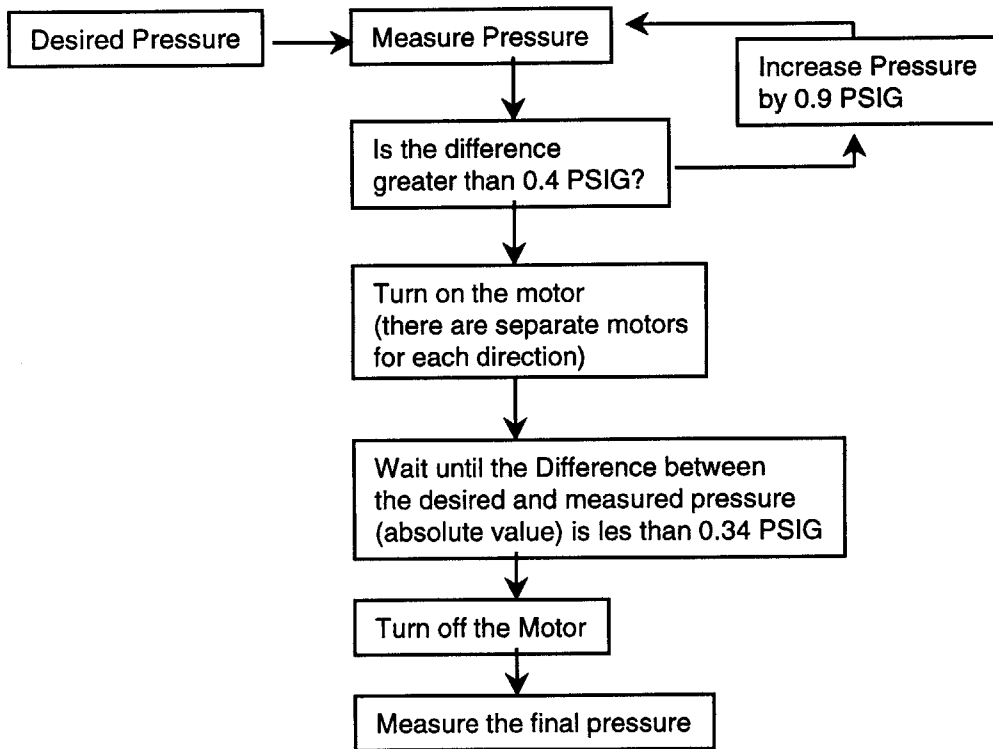 Desired Pressure
Measure Pressure
Increase Pressure
by 0.9 PSIG
Is the difference
greater than 0.4 PSIG?
Turn on the motor
(there are separate motors
for each direction)
Wait until the Difference between
the desired and measured pressure
(absolute value) is les than 0.34 PSIG
Turn off the Motor
Measure the final pressure